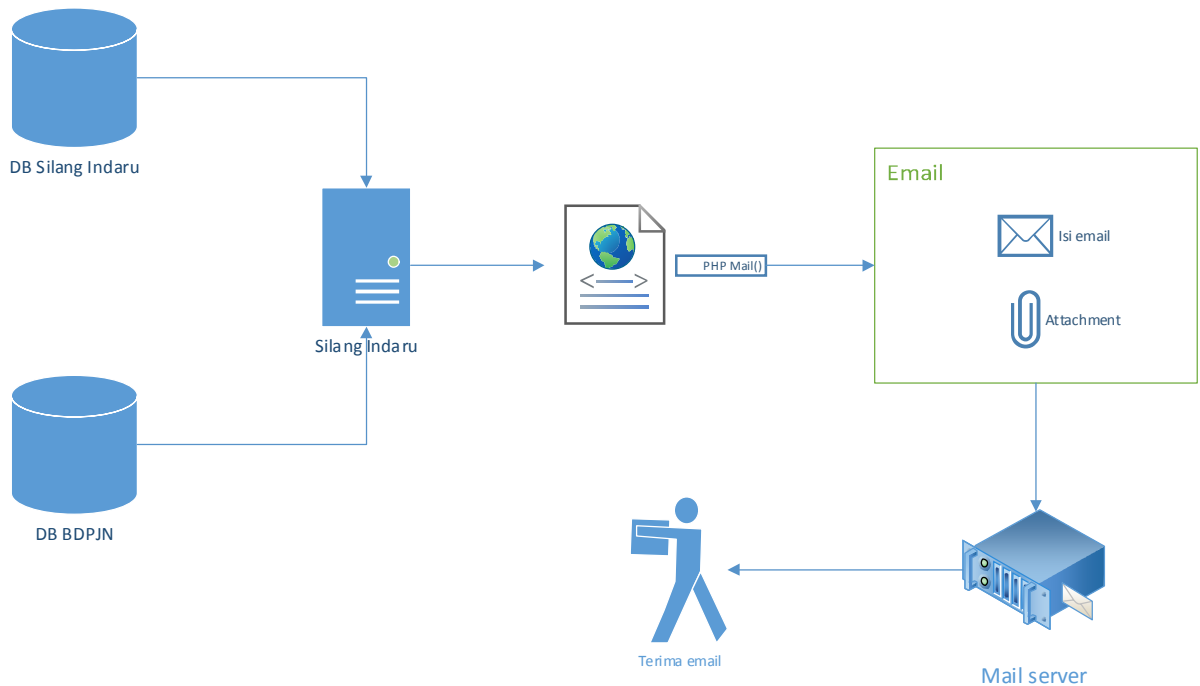 DB Silang Indaru
Email
Isi email
PHP Mail()
Attachment
Silang Indaru
DB BDPJN
Terima email
Mail server